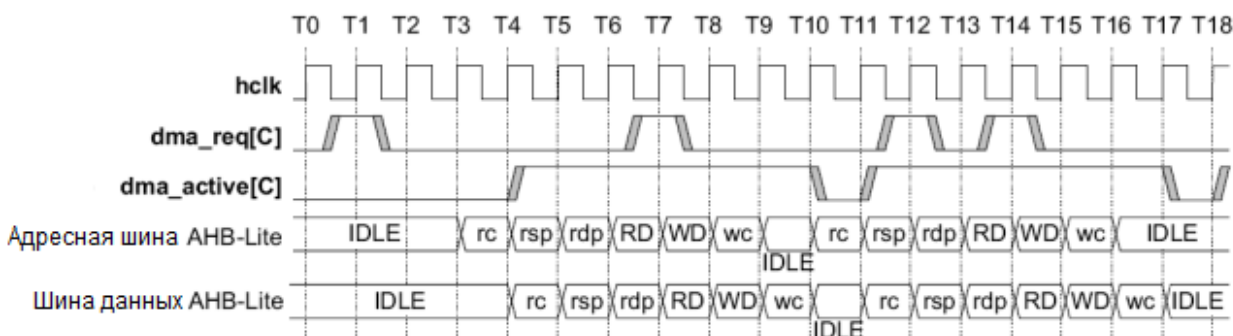 T0 T1 T2 T3 T4 T5 T6 T7 T8 T9 T10 T11 T12 T13 T14 T15 T16 T17 T18
hclk
dma_req[C]
dma_active[C]
Адресная шина AHB-Lite IDLE rc rsp rdp RD WD wc IDLE rc rsp rdp RD WD wc IDLE
Шина данных AHB-Lite IDLE rc rsp rdp RD WD wc IDLE rc rsp rdp RD WD wc IDLE